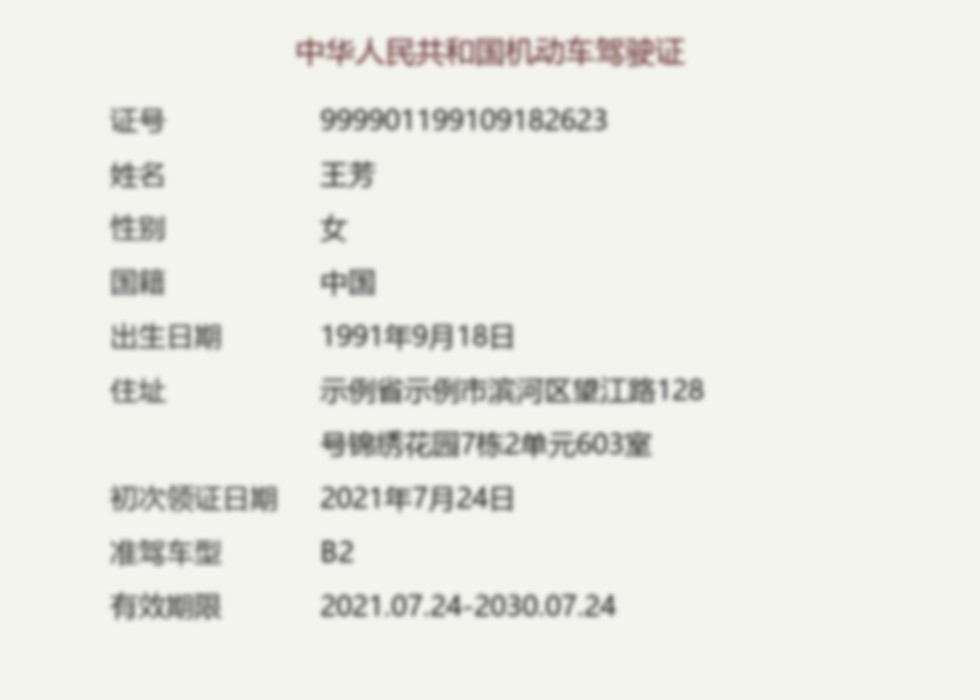 中华人民共和国机动车驾驶证
证号 999901199109182623
姓名 王芳
性别 女
国籍 中国
出生日期 1991年9月18日
住址 示例省示例市滨河区望江路128
号锦绣花园7栋2单元603室
初次领证日期 2021年7月24日
准驾车型 B2
有效期限 2021.07.24-2030.07.24